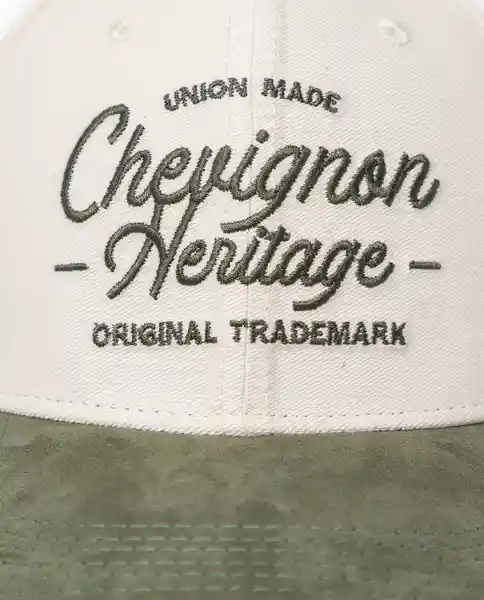 UNION MADE
Chevignon
- Heritage -
ORIGINAL TRADEMARK